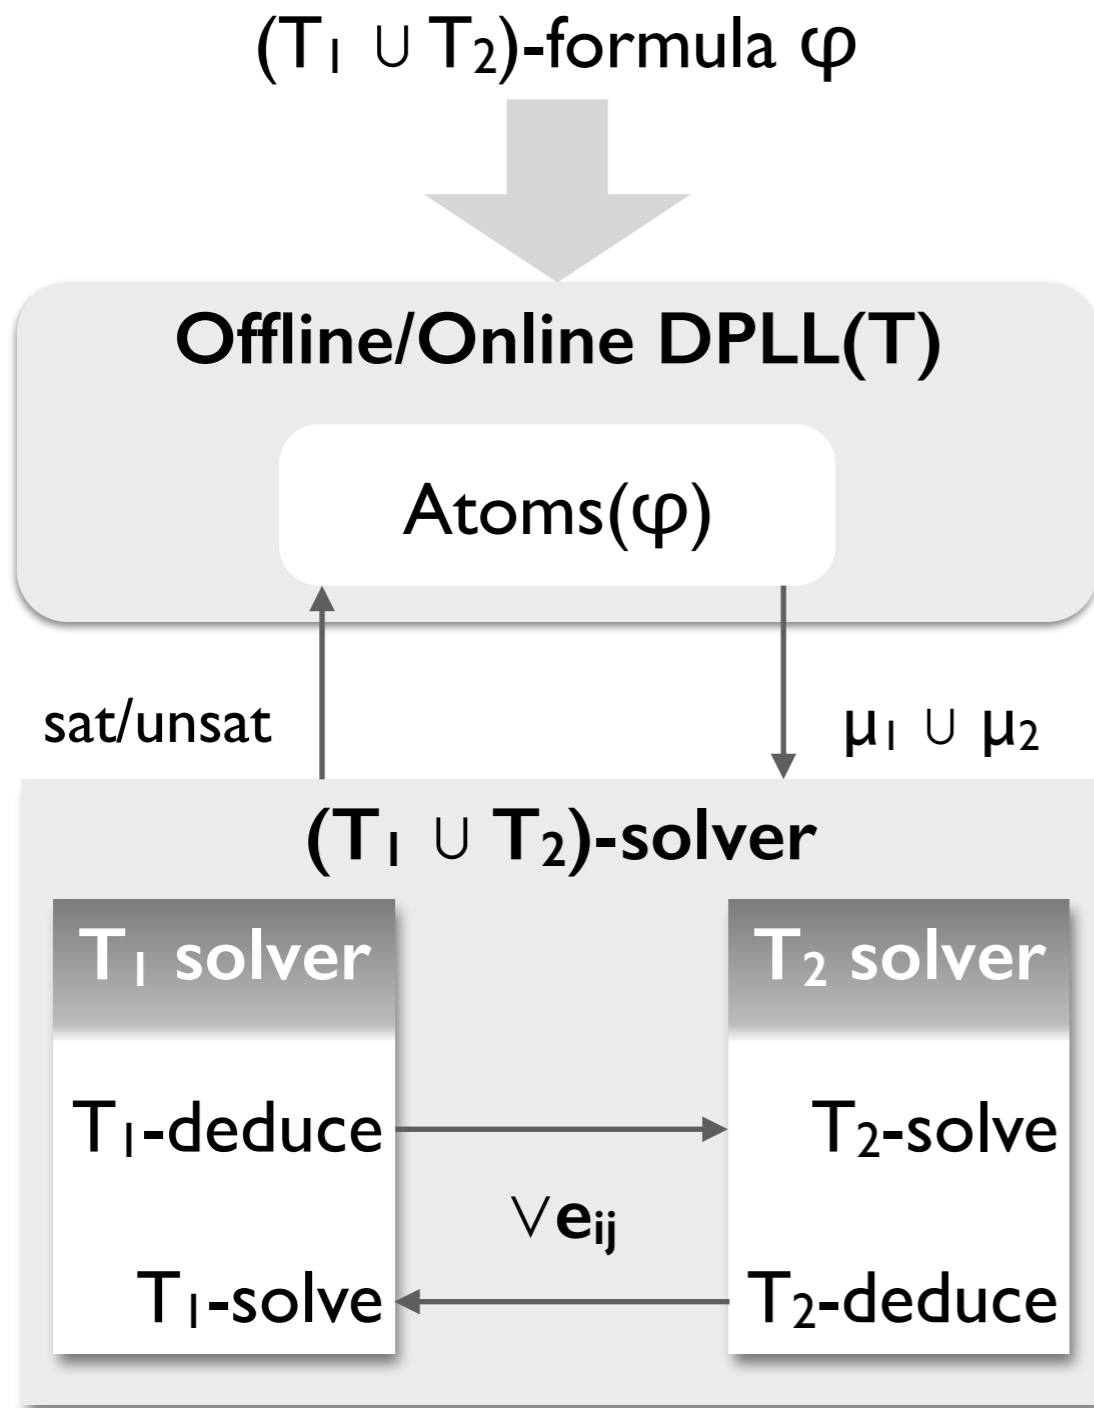 (T₁ ∪ T₂)-formula φ
Offline/Online DPLL(T)
Atoms(φ)
sat/unsat
μ₁ ∪ μ₂
(T₁ ∪ T₂)-solver
T₁ solver
T₂ solver
T₁-deduce
T₂-solve
∨eᵢⱼ
T₁-solve
T₂-deduce